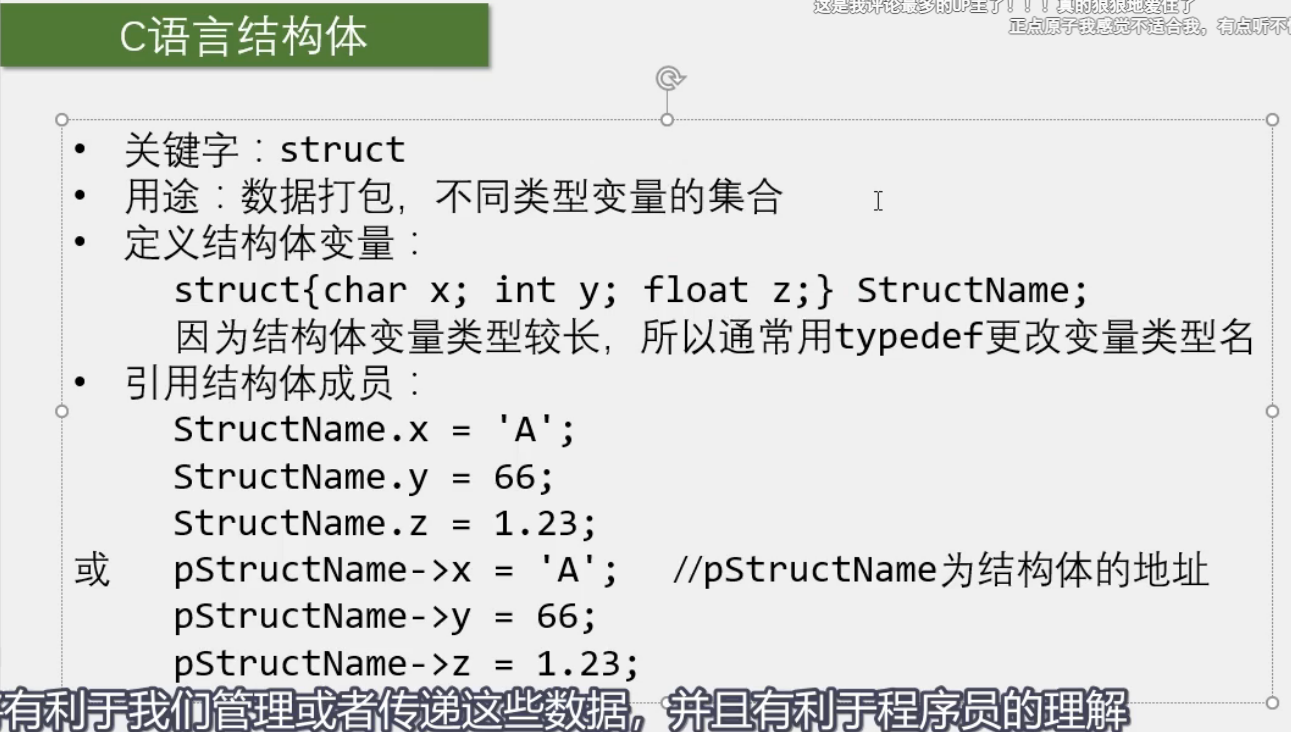 这是我评论最多的UP主了！！！真的狠狠地爱住了
正点原子我感觉不适合我，有点听不
C语言结构体
• 关键字：struct
• 用途：数据打包，不同类型变量的集合
• 定义结构体变量：
struct{char x; int y; float z;} StructName;
因为结构体变量类型较长，所以通常用typedef更改变量类型名
• 引用结构体成员：
StructName.x = 'A';
StructName.y = 66;
StructName.z = 1.23;
或 pStructName->x = 'A'; //pStructName为结构体的地址
pStructName->y = 66;
pStructName->z = 1.23;
有利于我们管理或者传递这些数据，并且有利于程序员的理解